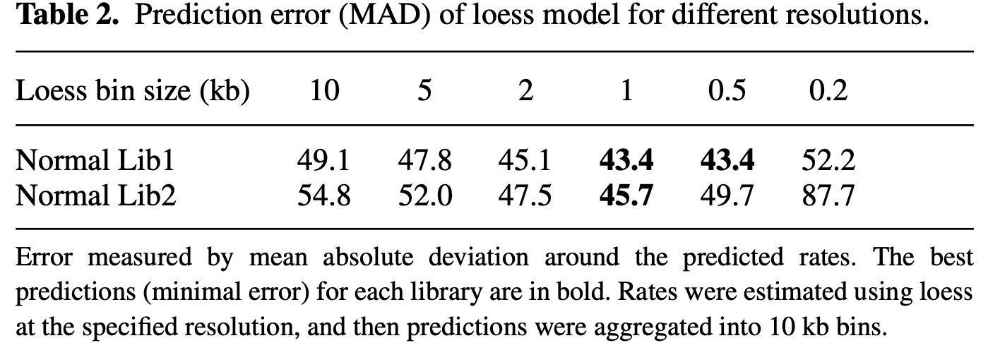 Table 2. Prediction error (MAD) of loess model for different resolutions.
Loess bin size (kb) 10 5 2 1 0.5 0.2
Normal Lib1 49.1 47.8 45.1 43.4 43.4 52.2
Normal Lib2 54.8 52.0 47.5 45.7 49.7 87.7
Error measured by mean absolute deviation around the predicted rates. The best
predictions (minimal error) for each library are in bold. Rates were estimated using loess
at the specified resolution, and then predictions were aggregated into 10 kb bins.